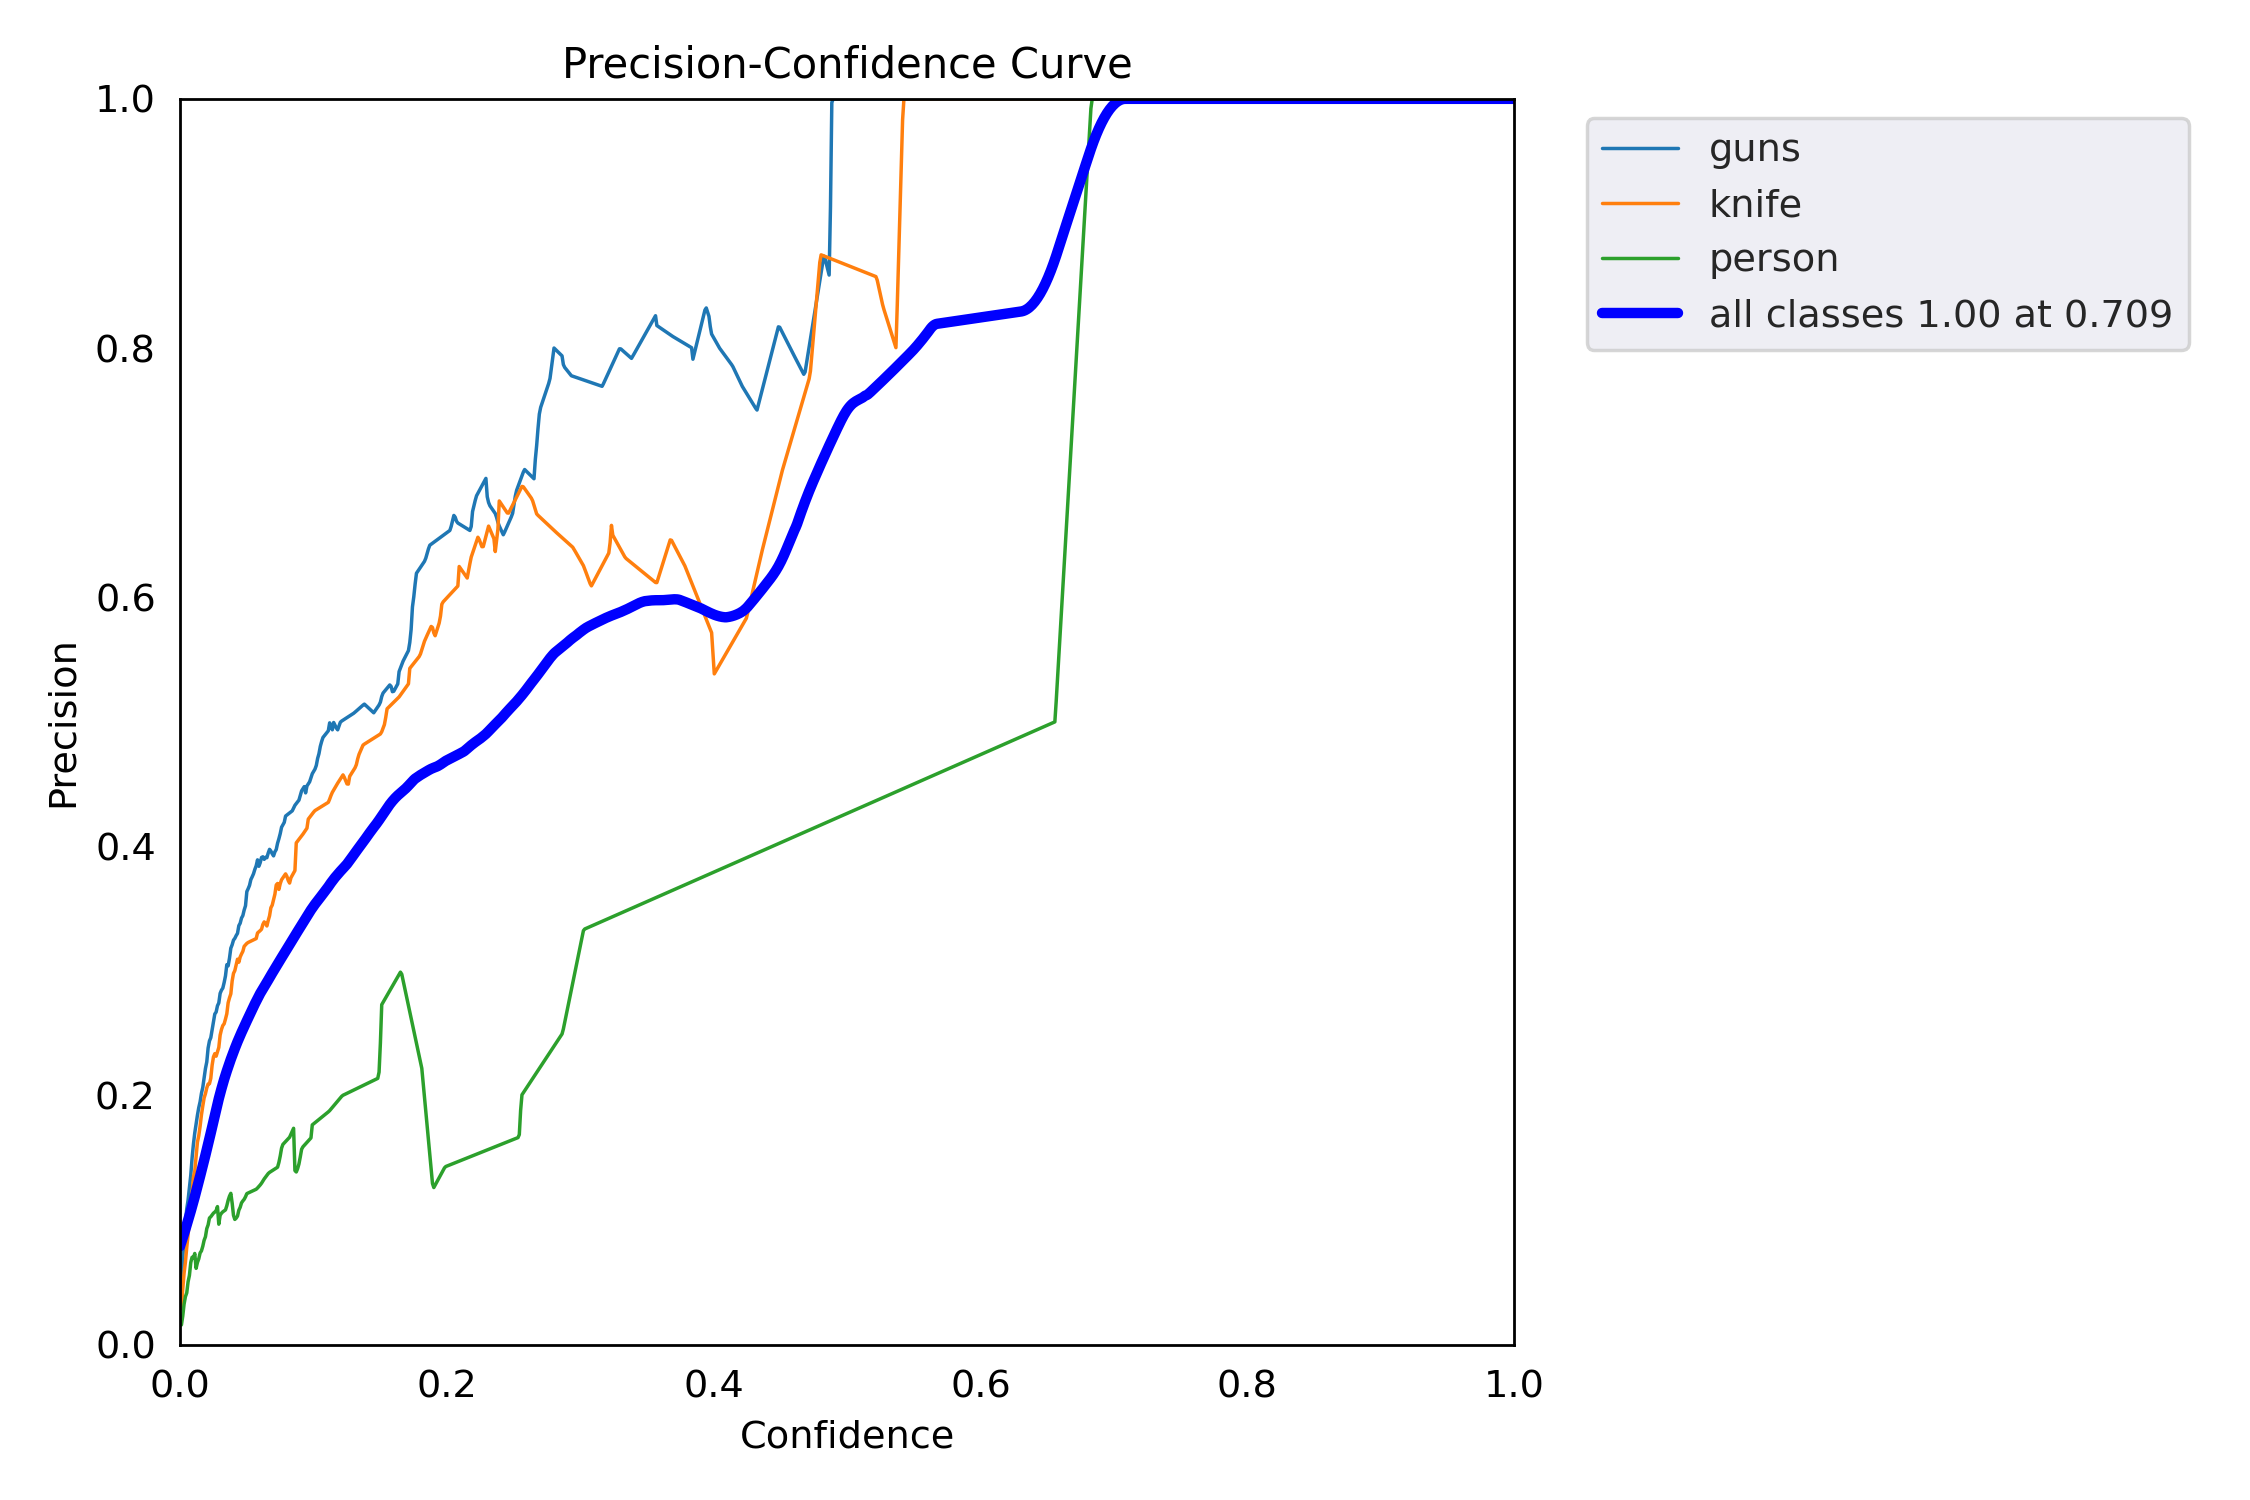 Precision-Confidence Curve
1.0
0.8
0.6
0.4
0.2
0.0
Precision
0.0 0.2 0.4 0.6 0.8 1.0
Confidence
guns
knife
person
all classes 1.00 at 0.709